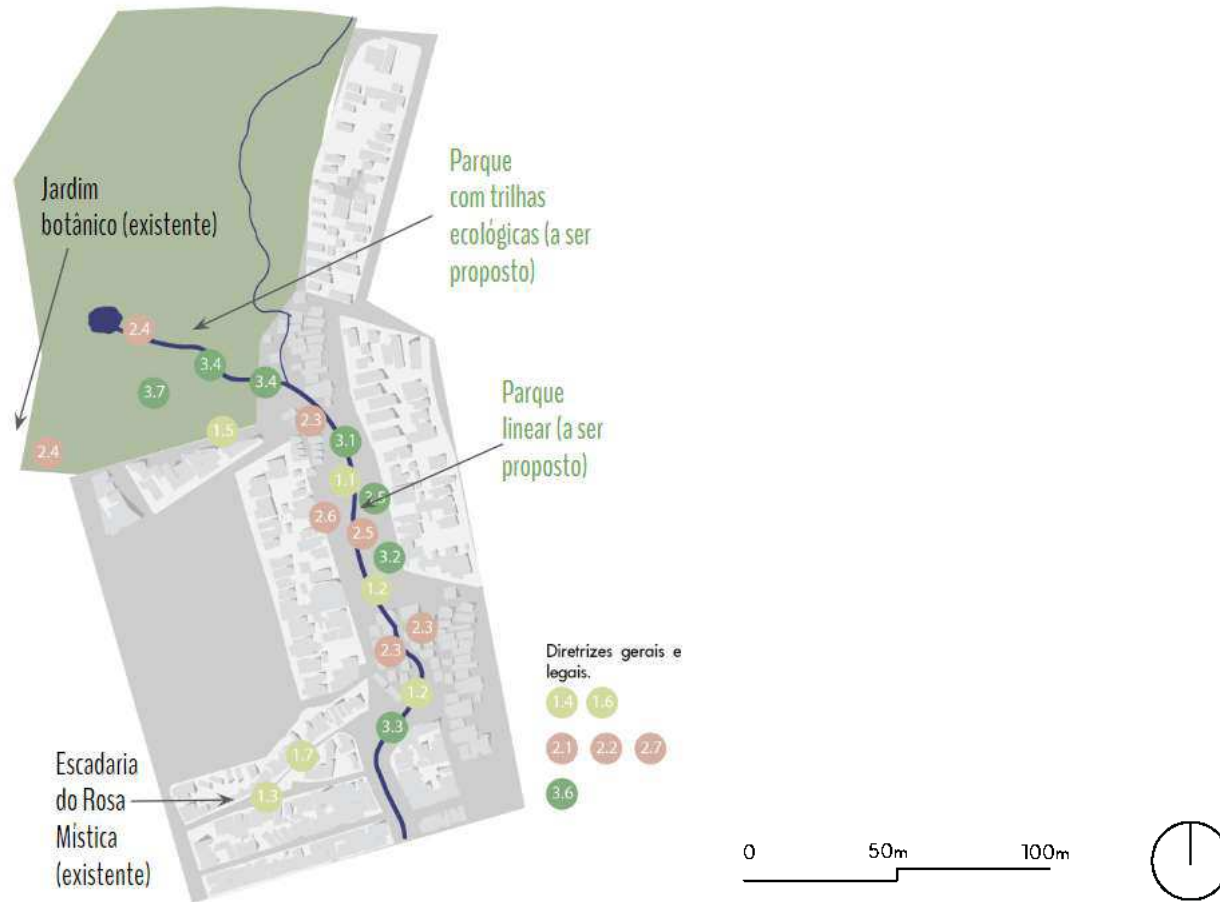 Jardim
botânico (existente)
Parque
com trilhas
ecológicas (a ser
proposto)
2.4
3.4
3.4
3.7
1.5
2.4
2.3
3.1
Parque
linear (a ser
proposto)
1.1
3.5
2.6
2.5
3.2
1.2
2.3
2.3
1.2
3.3
1.7
1.3
Escadaria
do Rosa
Mística
(existente)
Diretrizes gerais e
legais.
1.4 1.6
2.1 2.2 2.7
3.6
0 50m 100m